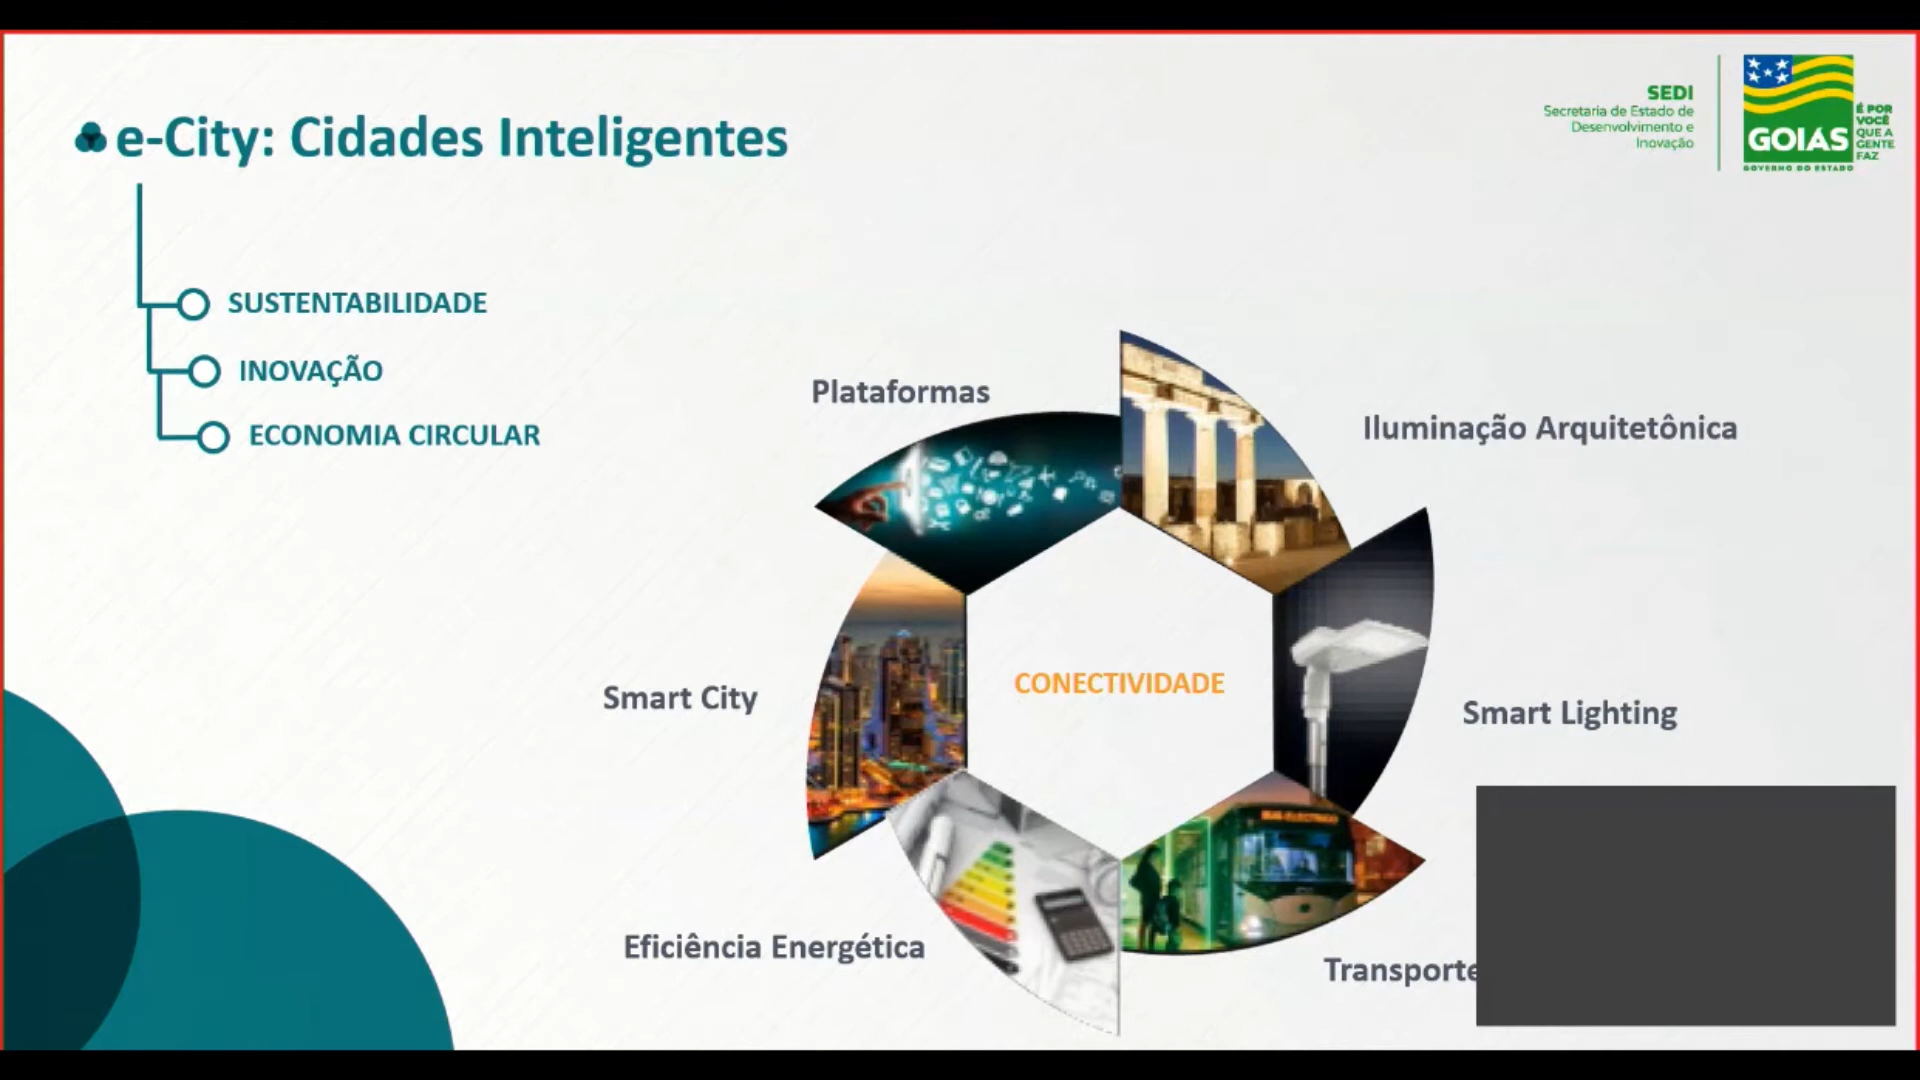 e-City: Cidades Inteligentes
SEDI
Secretaria de Estado de
Desenvolvimento e
Inovação
GOIÁS
GOVERNO DO ESTADO
É POR
VOCÊ
QUE A
GENTE
FAZ
SUSTENTABILIDADE
INOVAÇÃO
ECONOMIA CIRCULAR
Plataformas
Iluminação Arquitetônica
Smart City
CONECTIVIDADE
Smart Lighting
Eficiência Energética
Transporte